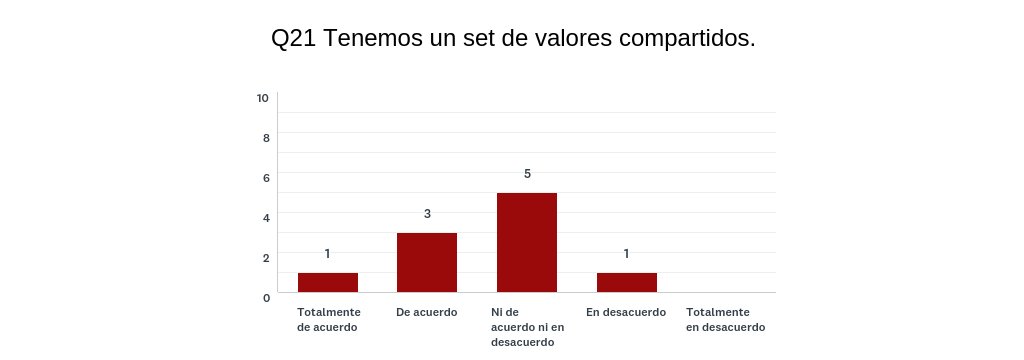 Q21 Tenemos un set de valores compartidos.
10
8
6
4
2
0
1
3
5
1
Totalmente
de acuerdo
De acuerdo
Ni de
acuerdo ni en
desacuerdo
En desacuerdo
Totalmente
en desacuerdo